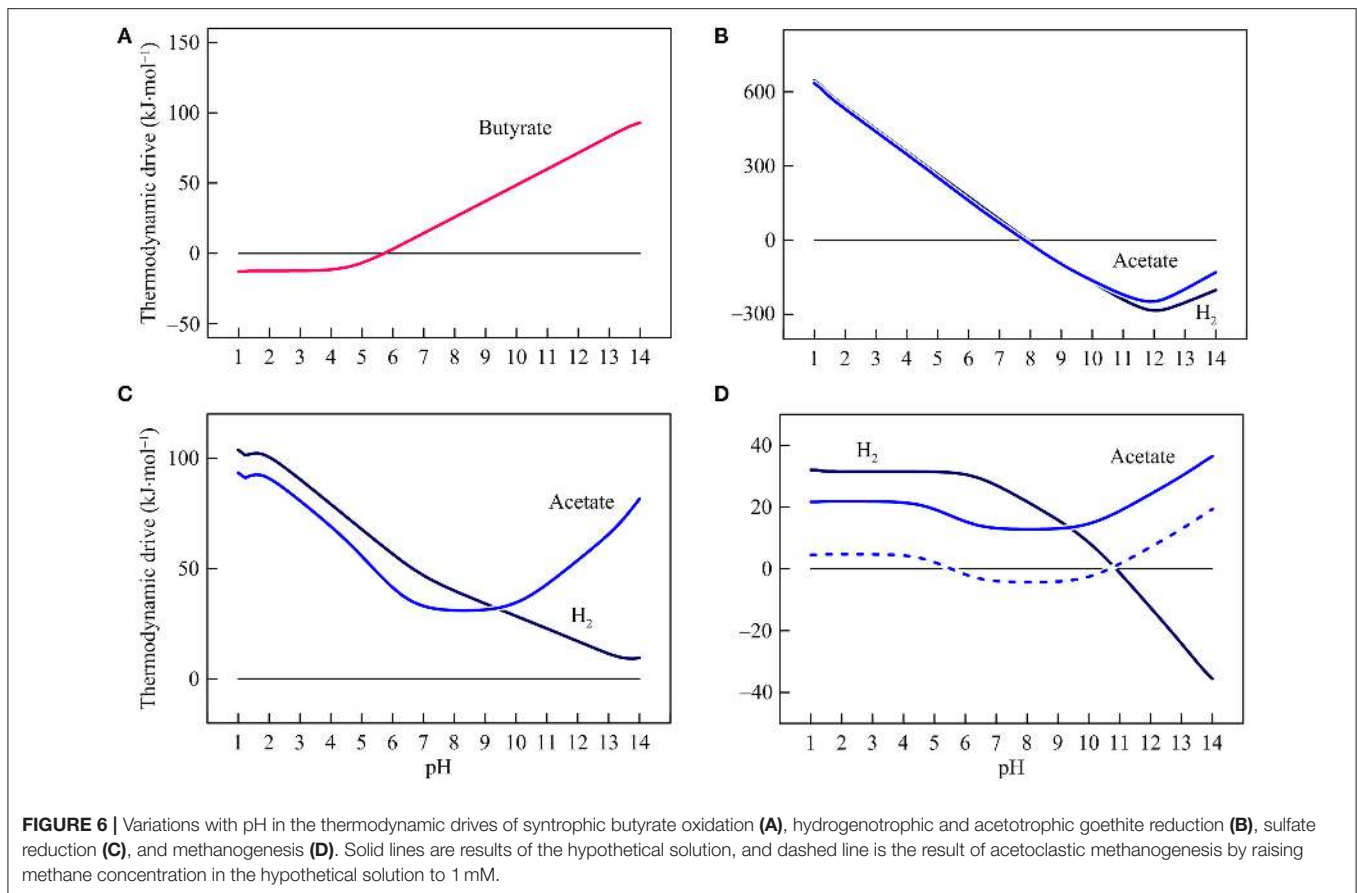 A
Thermodynamic drive (kJ·mol⁻¹)
150
100
50
0
−50
Butyrate
1 2 3 4 5 6 7 8 9 10 11 12 13 14
B
600
300
0
−300
Acetate
H₂
1 2 3 4 5 6 7 8 9 10 11 12 13 14
C
Thermodynamic drive (kJ·mol⁻¹)
100
50
0
Acetate
H₂
1 2 3 4 5 6 7 8 9 10 11 12 13 14
pH
D
40
20
0
−20
−40
H₂
Acetate
1 2 3 4 5 6 7 8 9 10 11 12 13 14
pH
FIGURE 6 | Variations with pH in the thermodynamic drives of syntrophic butyrate oxidation (A), hydrogenotrophic and acetotrophic goethite reduction (B), sulfate
reduction (C), and methanogenesis (D). Solid lines are results of the hypothetical solution, and dashed line is the result of acetoclastic methanogenesis by raising
methane concentration in the hypothetical solution to 1 mM.